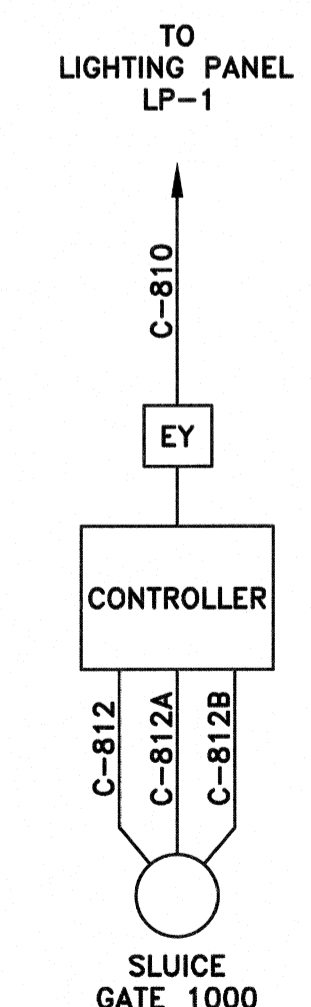 TO
LIGHTING PANEL
LP-1
C-810
EY
CONTROLLER
C-812
C-812A
C-812B
SLUICE
GATE 1000